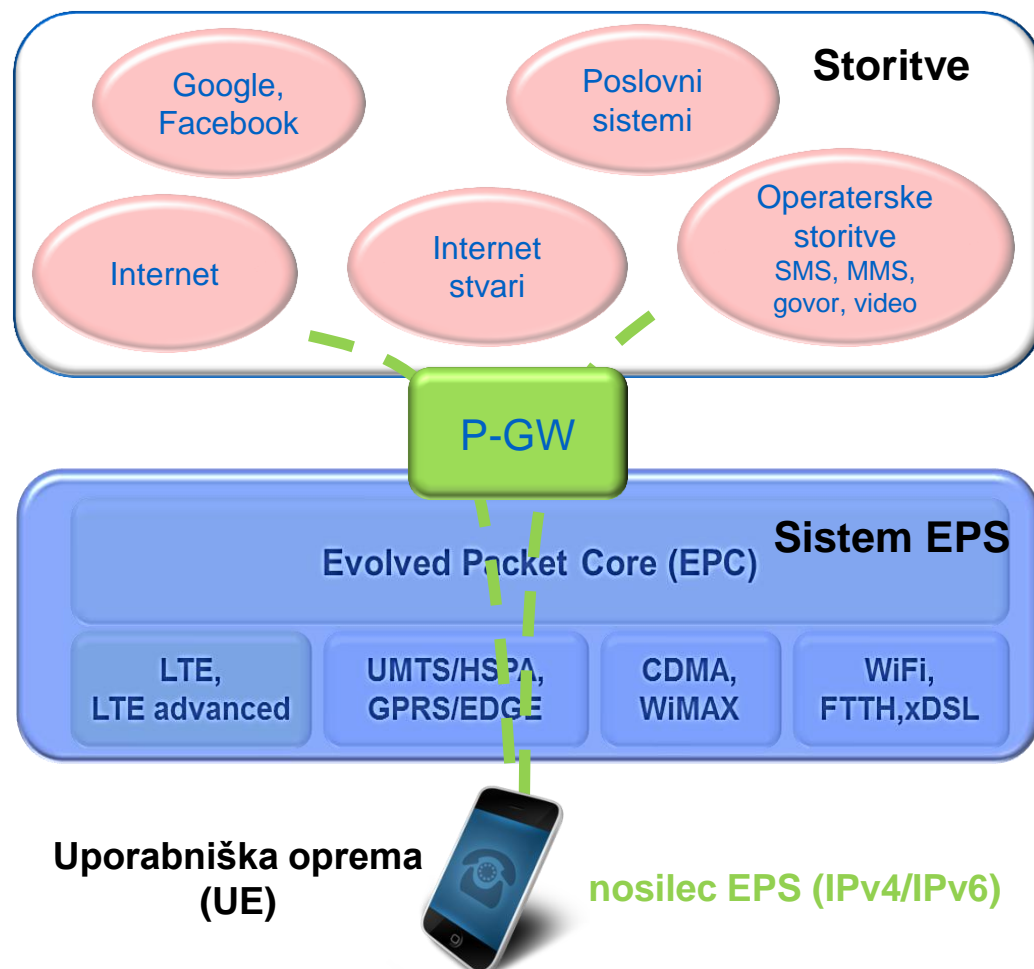 Storitve
Google,
Facebook
Poslovni
sistemi
Internet
Internet
stvari
Operaterske
storitve
SMS, MMS,
govor, video
P-GW
Sistem EPS
Evolved Packet Core (EPC)
LTE,
LTE advanced
UMTS/HSPA,
GPRS/EDGE
CDMA,
WiMAX
WiFi,
FTTH,xDSL
Uporabniška oprema
(UE)
nosilec EPS (IPv4/IPv6)